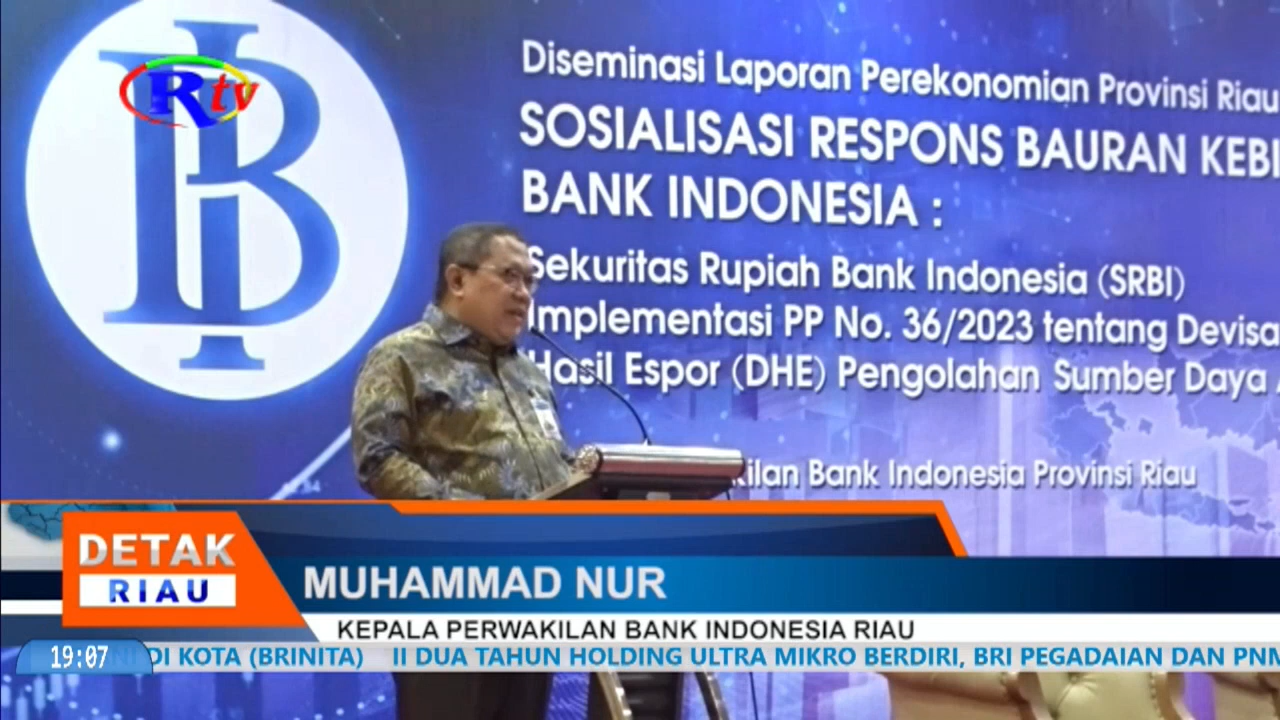 Rtv
BI
Diseminasi Laporan Perekonomian Provinsi Riau
SOSIALISASI RESPONS BAURAN KEBI
BANK INDONESIA :
Sekuritas Rupiah Bank Indonesia (SRBI)
Implementasi PP No. 36/2023 tentang Devisa
Hasil Espor (DHE) Pengolahan Sumber Daya
ilan Bank Indonesia Provinsi Riau
DETAK
RIAU
MUHAMMAD NUR
KEPALA PERWAKILAN BANK INDONESIA RIAU
19:07
DI KOTA (BRINITA) II DUA TAHUN HOLDING ULTRA MIKRO BERDIRI, BRI PEGADAIAN DAN PNM